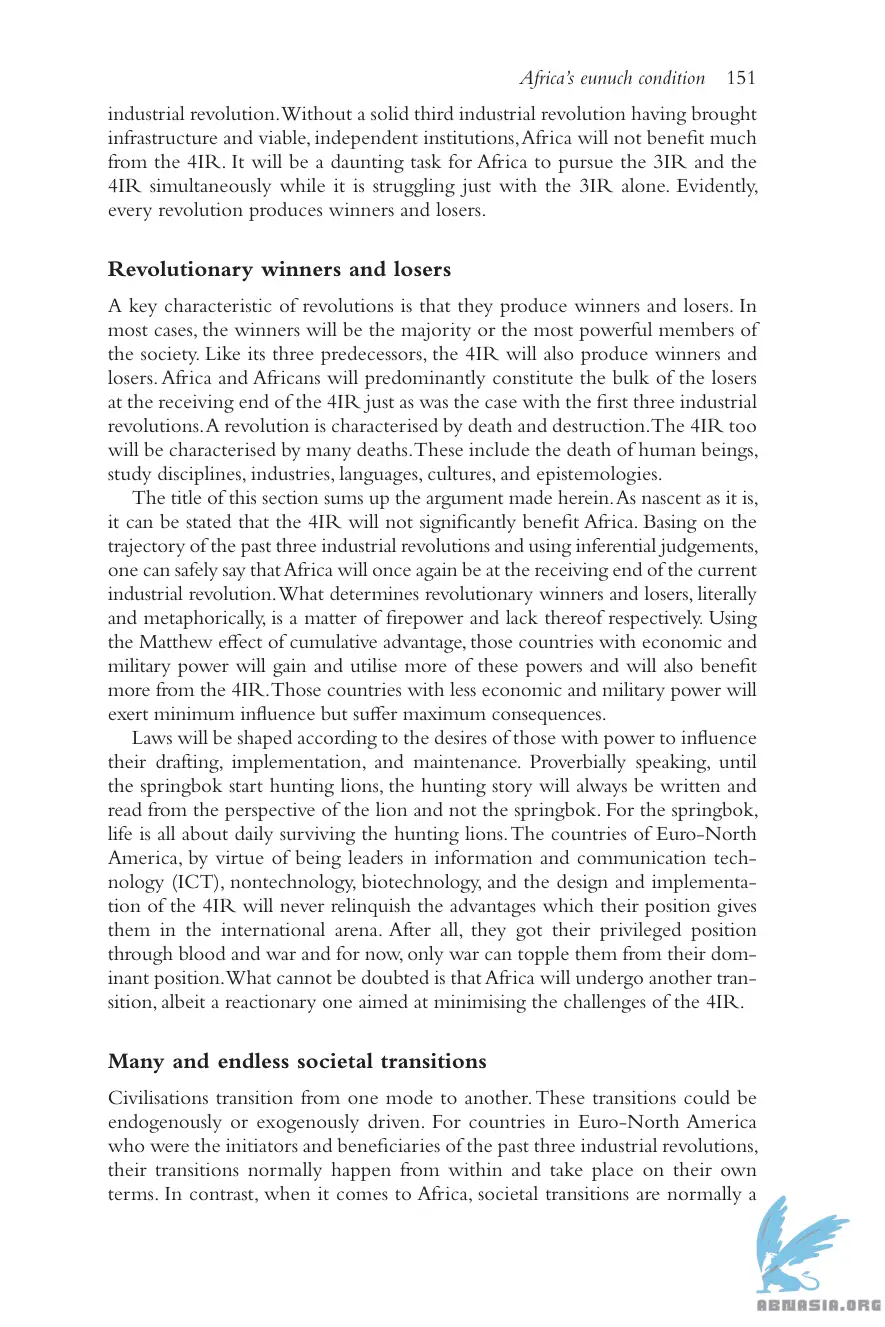 Africa's eunuch condition 151
industrial revolution. Without a solid third industrial revolution having brought
infrastructure and viable, independent institutions, Africa will not benefit much
from the 4IR. It will be a daunting task for Africa to pursue the 3IR and the
4IR simultaneously while it is struggling just with the 3IR alone. Evidently,
every revolution produces winners and losers.
Revolutionary winners and losers
A key characteristic of revolutions is that they produce winners and losers. In
most cases, the winners will be the majority or the most powerful members of
the society. Like its three predecessors, the 4IR will also produce winners and
losers. Africa and Africans will predominantly constitute the bulk of the losers
at the receiving end of the 4IR just as was the case with the first three industrial
revolutions. A revolution is characterised by death and destruction. The 4IR too
will be characterised by many deaths. These include the death of human beings,
study disciplines, industries, languages, cultures, and epistemologies.
The title of this section sums up the argument made herein. As nascent as it is,
it can be stated that the 4IR will not significantly benefit Africa. Basing on the
trajectory of the past three industrial revolutions and using inferential judgements,
one can safely say that Africa will once again be at the receiving end of the current
industrial revolution. What determines revolutionary winners and losers, literally
and metaphorically, is a matter of firepower and lack thereof respectively. Using
the Matthew effect of cumulative advantage, those countries with economic and
military power will gain and utilise more of these powers and will also benefit
more from the 4IR. Those countries with less economic and military power will
exert minimum influence but suffer maximum consequences.
Laws will be shaped according to the desires of those with power to influence
their drafting, implementation, and maintenance. Proverbially speaking, until
the springbok start hunting lions, the hunting story will always be written and
read from the perspective of the lion and not the springbok. For the springbok,
life is all about daily surviving the hunting lions. The countries of Euro-North
America, by virtue of being leaders in information and communication tech-
nology (ICT), nontechnology, biotechnology, and the design and implementa-
tion of the 4IR will never relinquish the advantages which their position gives
them in the international arena. After all, they got their privileged position
through blood and war and for now, only war can topple them from their dom-
inant position. What cannot be doubted is that Africa will undergo another tran-
sition, albeit a reactionary one aimed at minimising the challenges of the 4IR.
Many and endless societal transitions
Civilisations transition from one mode to another. These transitions could be
endogenously or exogenously driven. For countries in Euro-North America
who were the initiators and beneficiaries of the past three industrial revolutions,
their transitions normally happen from within and take place on their own
terms. In contrast, when it comes to Africa, societal transitions are normally a
ABNASIA.ORG